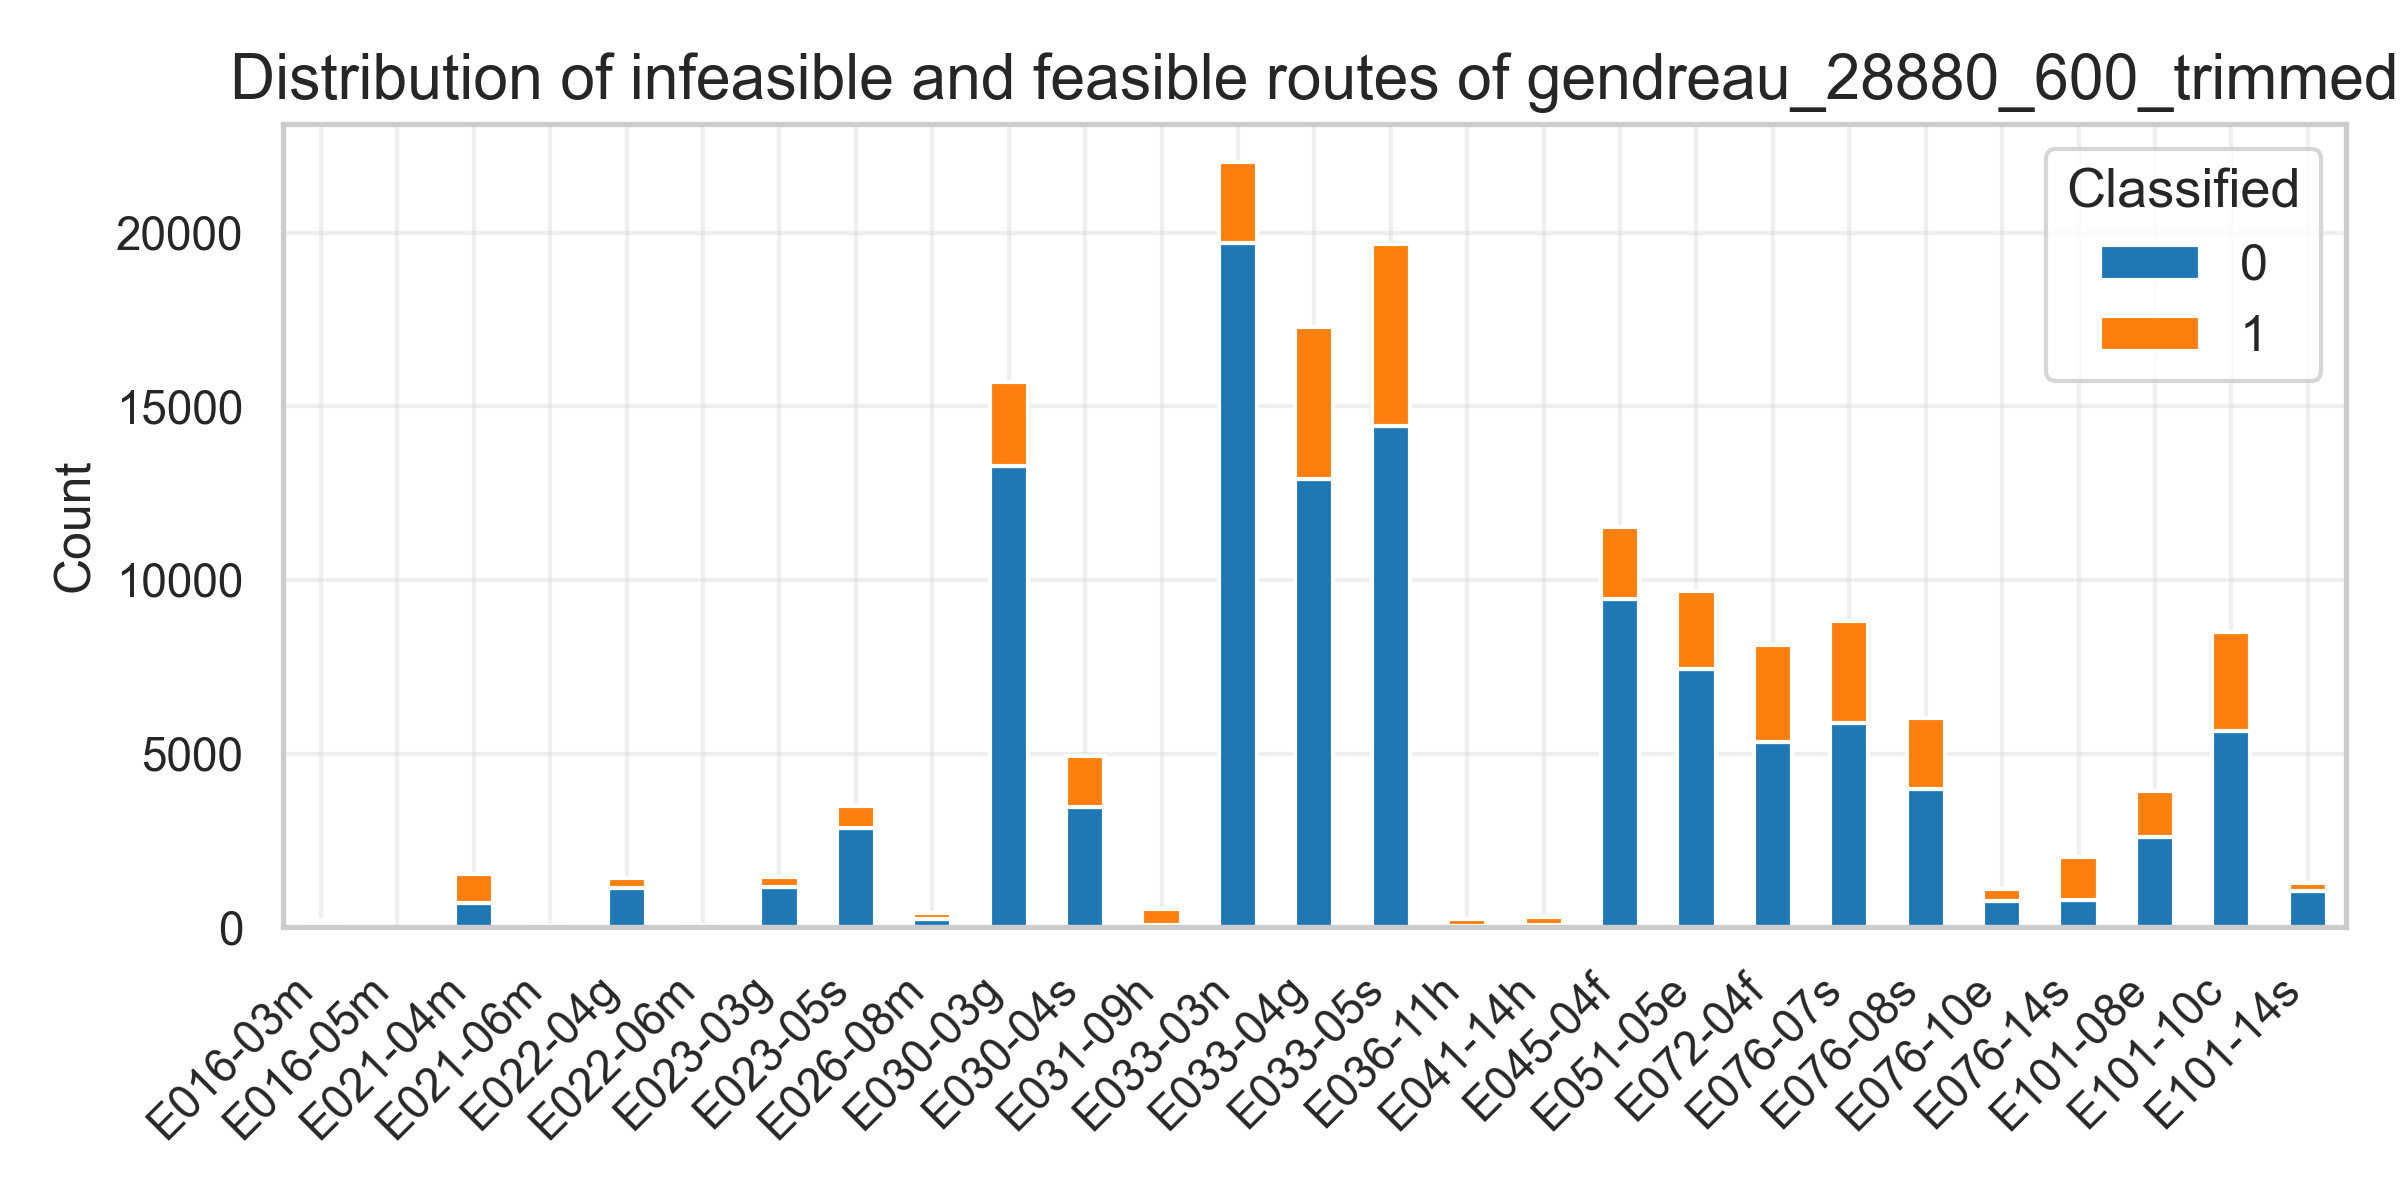 Distribution of infeasible and feasible routes of gendreau_28880_600_trimmed
Classified
0
1
Count
20000
15000
10000
5000
0
E016-03m
E016-05m
E021-04m
E021-06m
E022-04g
E022-06m
E023-03g
E023-05s
E026-08m
E030-03g
E030-04s
E031-09h
E033-03n
E033-04g
E033-05s
E036-11h
E041-14h
E045-04f
E051-05e
E072-04f
E076-07s
E076-08s
E076-10e
E076-14s
E101-08e
E101-10c
E101-14s